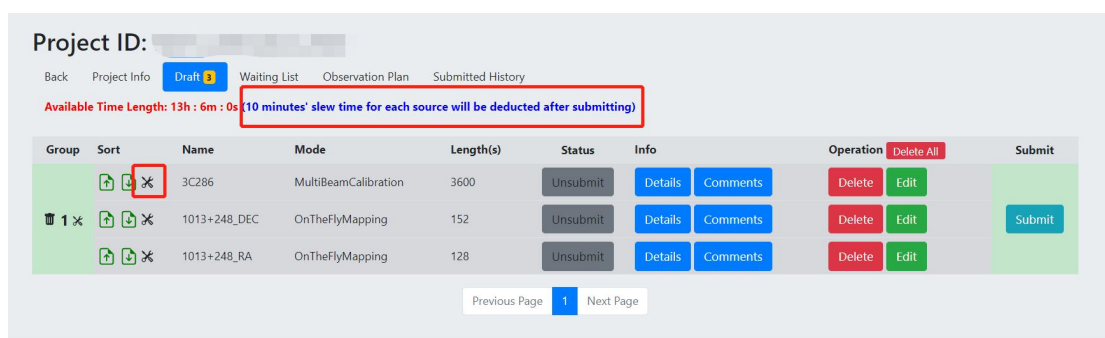 Project ID:
Back Project Info Draft 3 Waiting List Observation Plan Submitted History
Available Time Length: 13h : 6m : 0s (10 minutes' slew time for each source will be deducted after submitting)
Group Sort Name Mode Length(s) Status Info Operation Delete All Submit
3C286 MultiBeamCalibration 3600 Unsubmit Details Comments Delete Edit
1 1013+248_DEC OnTheFlyMapping 152 Unsubmit Details Comments Delete Edit Submit
1013+248_RA OnTheFlyMapping 128 Unsubmit Details Comments Delete Edit
Previous Page 1 Next Page